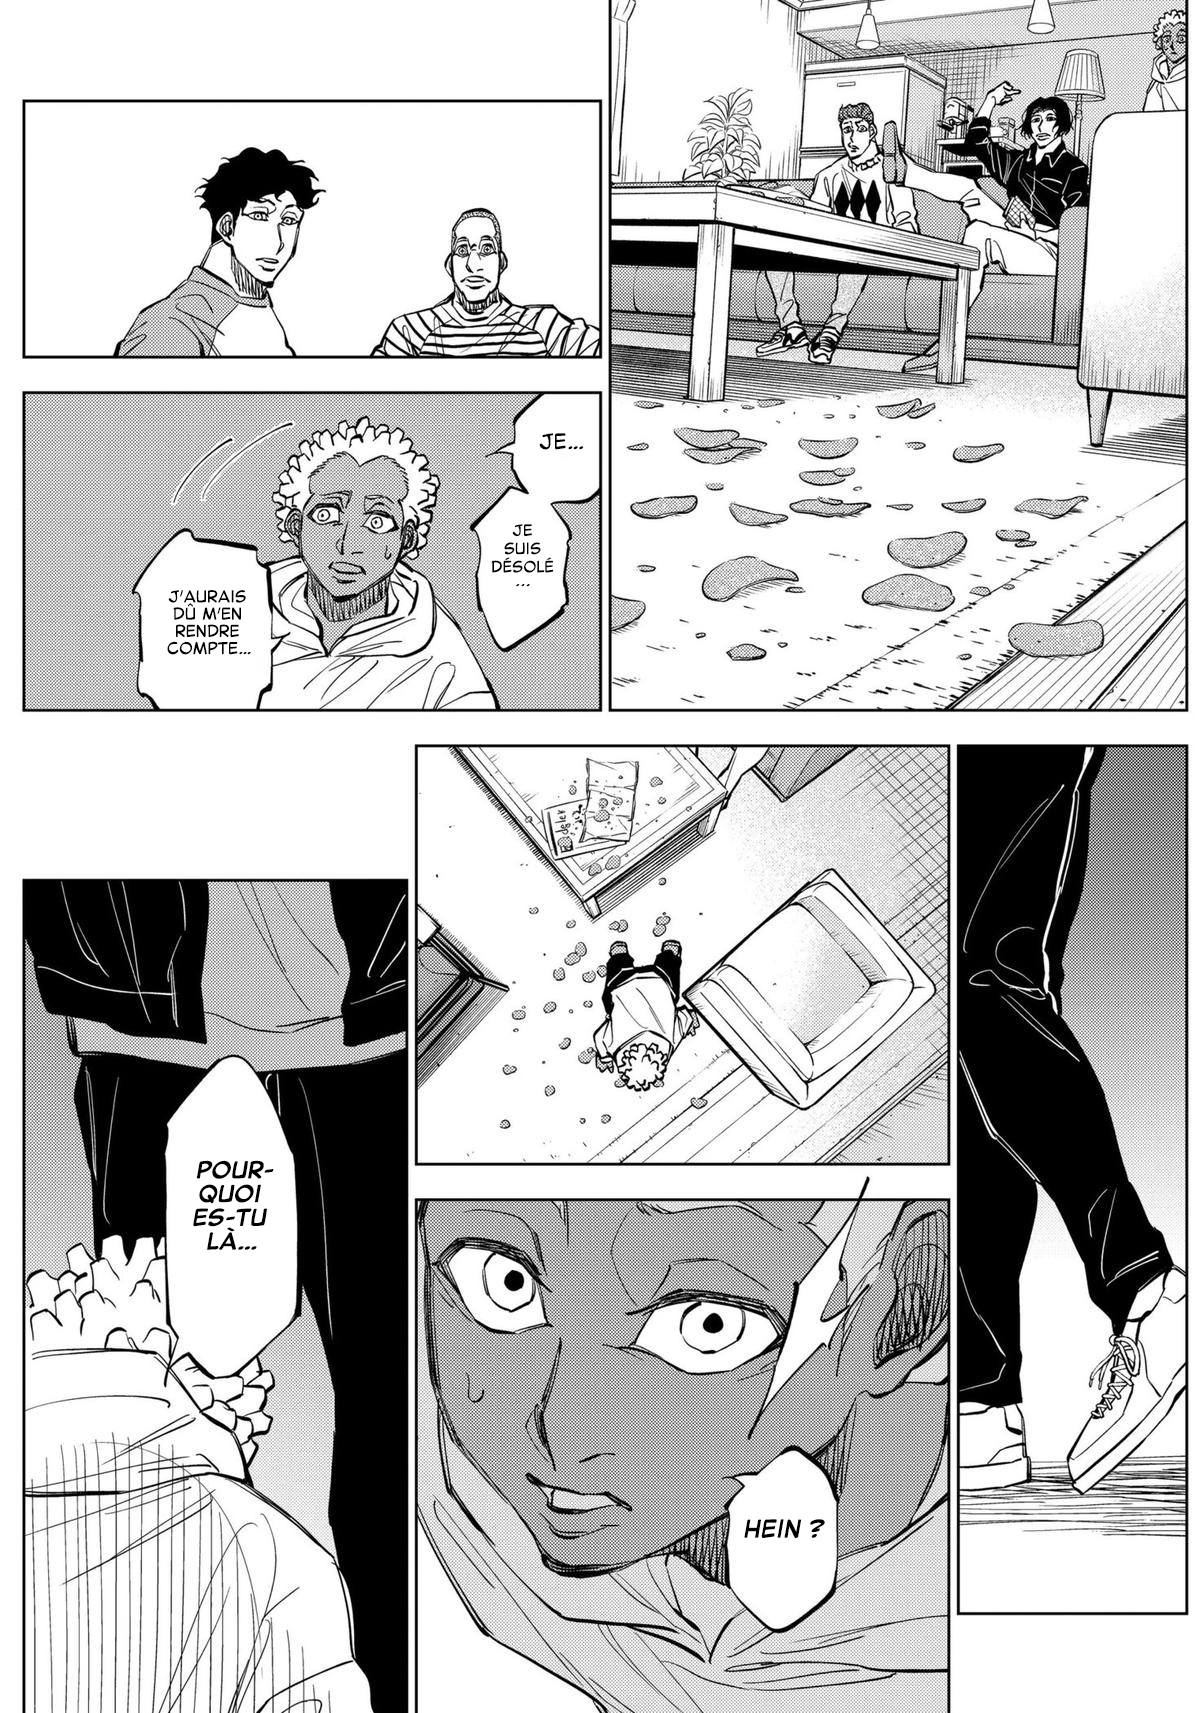 JE...
JE
SUIS
DÉSOLÉ
...
J'AURAIS
DÛ M'EN
RENDRE
COMPTE...
HEIN ?
POUR-
QUOI
ES-TU
LÀ...